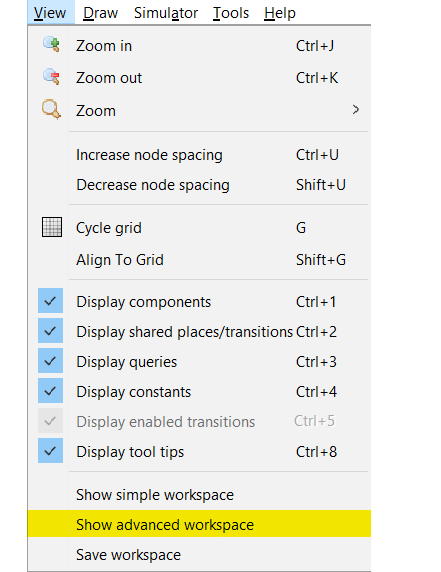 View Draw Simulator Tools Help
Zoom in Ctrl+J
Zoom out Ctrl+K
Zoom >
Increase node spacing Ctrl+U
Decrease node spacing Shift+U
Cycle grid G
Align To Grid Shift+G
Display components Ctrl+1
Display shared places/transitions Ctrl+2
Display queries Ctrl+3
Display constants Ctrl+4
Display enabled transitions Ctrl+5
Display tool tips Ctrl+8
Show simple workspace
Show advanced workspace
Save workspace